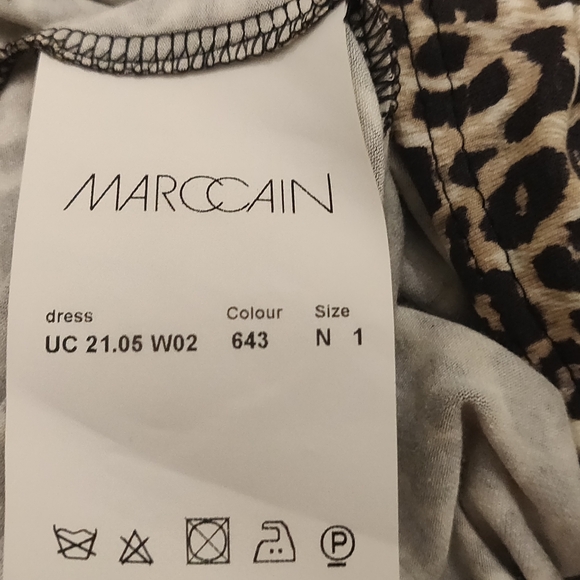 MARCCAIN
dress Colour Size
UC 21.05 W02 643 N 1
P